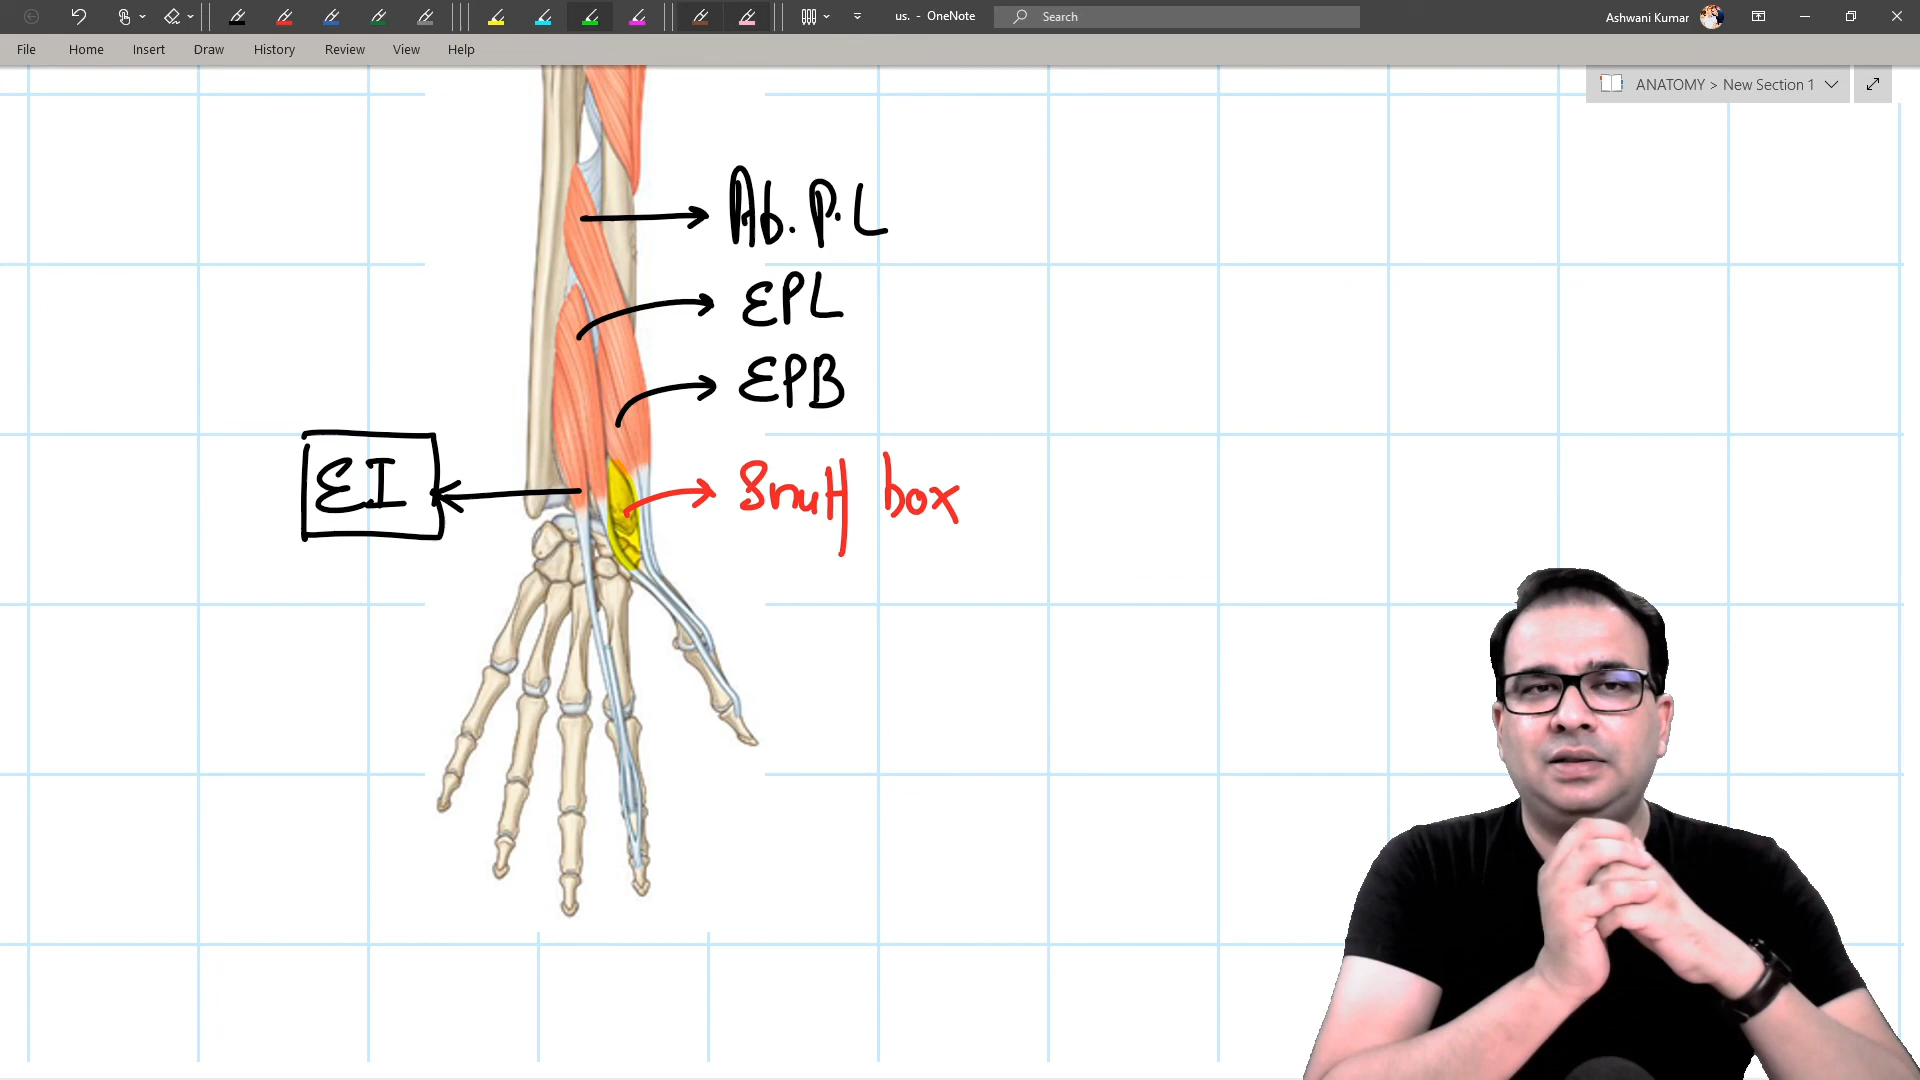 us. - OneNote
Search
Ashwani Kumar
File Home Insert Draw History Review View Help
ANATOMY > New Section 1
Ab.P.L
EPL
EPB
EI
Snuff box